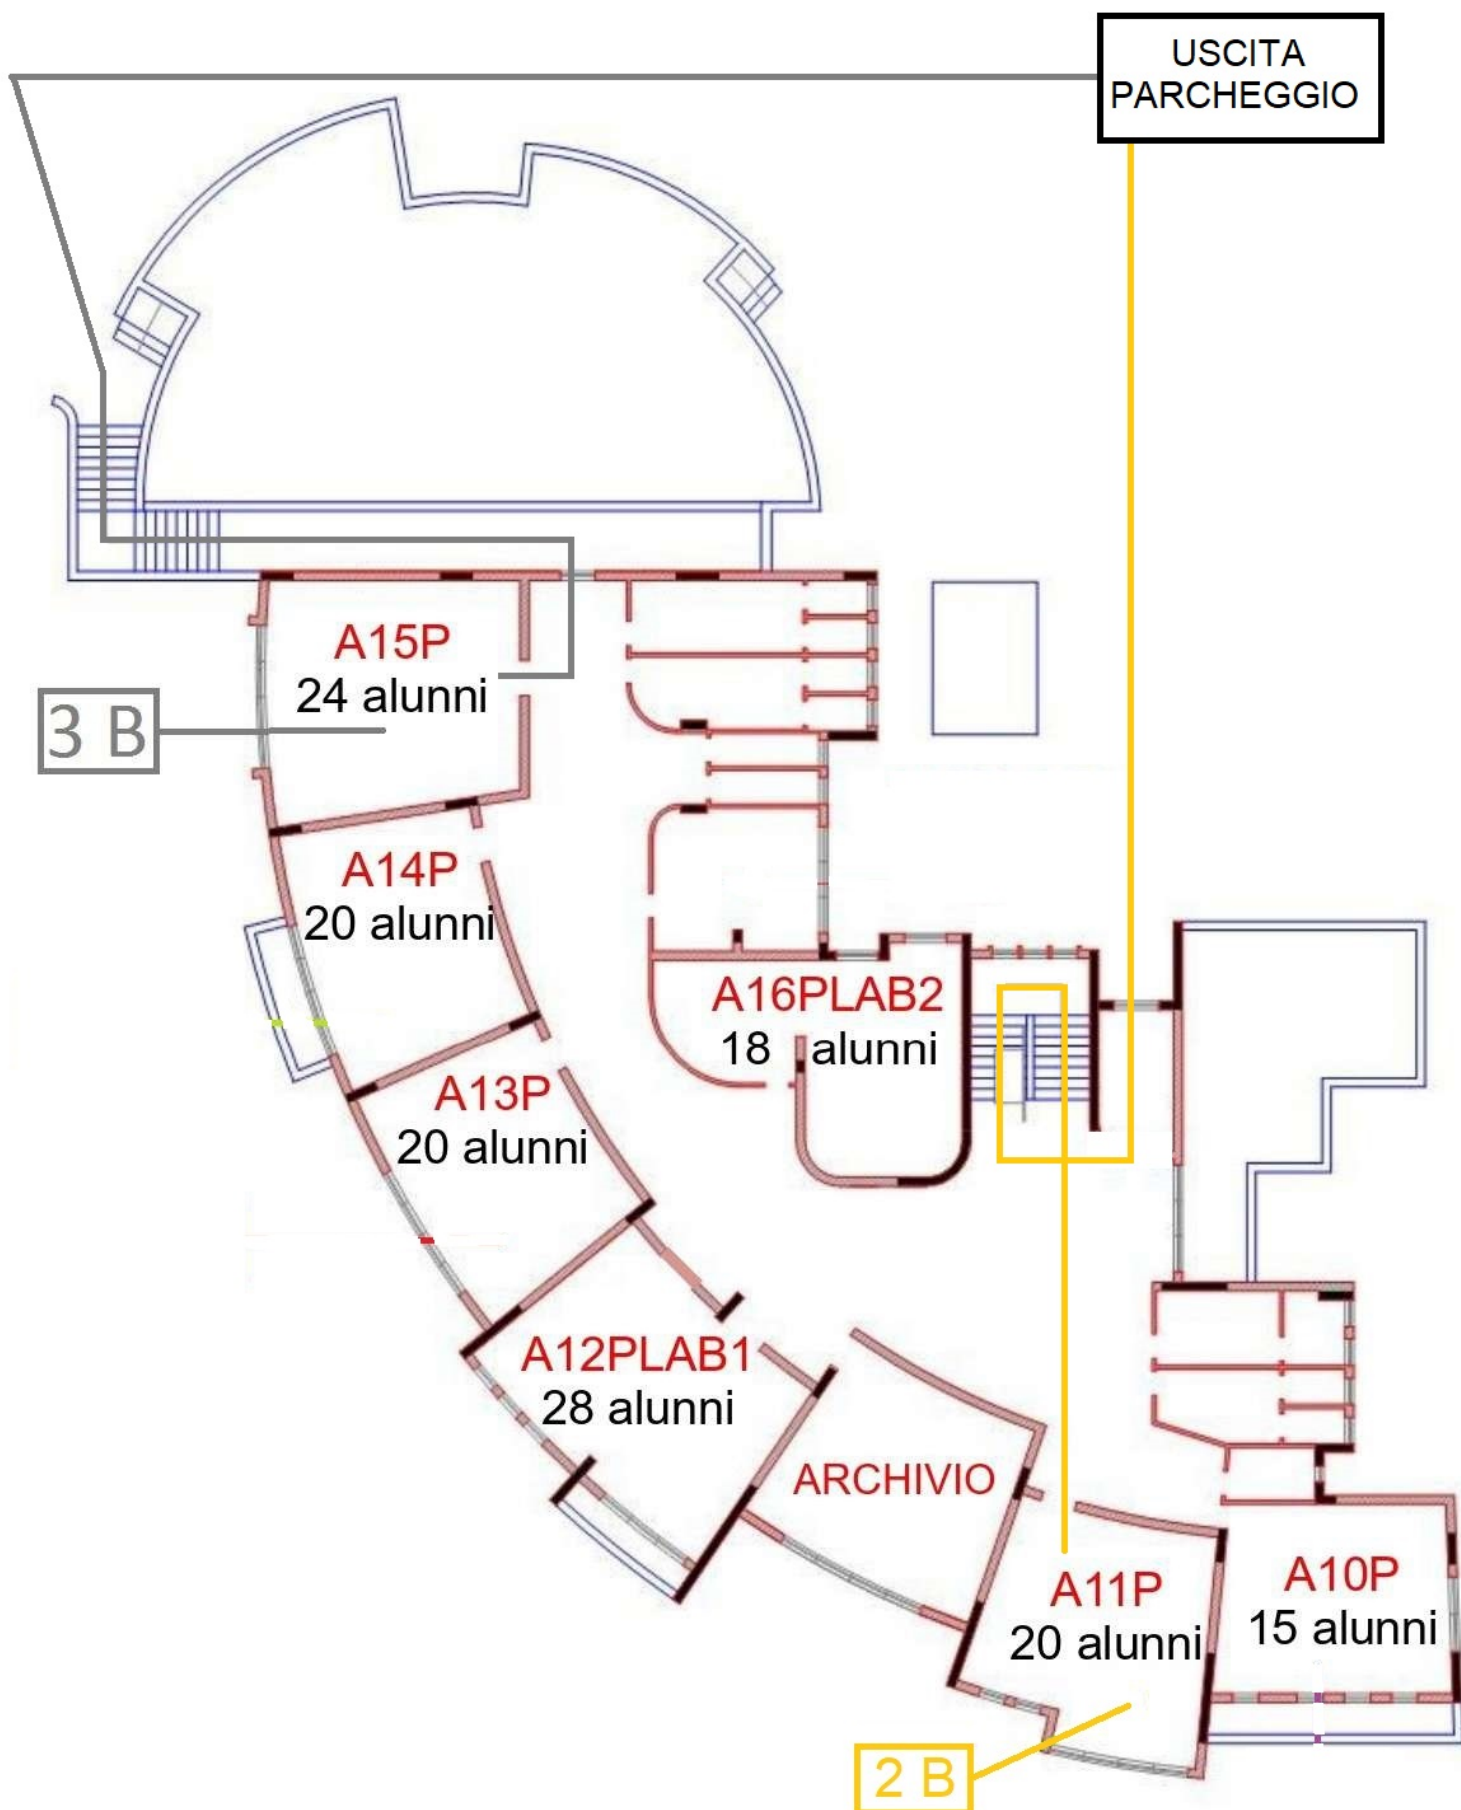 USCITA
PARCHEGGIO
A15P
24 alunni
3 B
A14P
20 alunni
A16PLAB2
18 alunni
A13P
20 alunni
A12PLAB1
28 alunni
ARCHIVIO
A11P
20 alunni
A10P
15 alunni
2 B